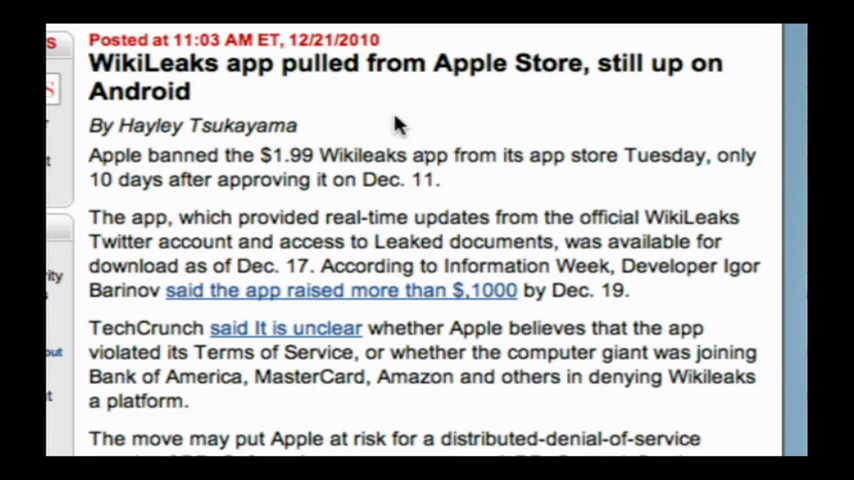 Posted at 11:03 AM ET, 12/21/2010
WikiLeaks app pulled from Apple Store, still up on
Android
By Hayley Tsukayama
Apple banned the $1.99 Wikileaks app from its app store Tuesday, only
10 days after approving it on Dec. 11.
The app, which provided real-time updates from the official WikiLeaks
Twitter account and access to Leaked documents, was available for
download as of Dec. 17. According to Information Week, Developer Igor
Barinov said the app raised more than $,1000 by Dec. 19.
TechCrunch said It is unclear whether Apple believes that the app
violated its Terms of Service, or whether the computer giant was joining
Bank of America, MasterCard, Amazon and others in denying Wikileaks
a platform.
The move may put Apple at risk for a distributed-denial-of-service